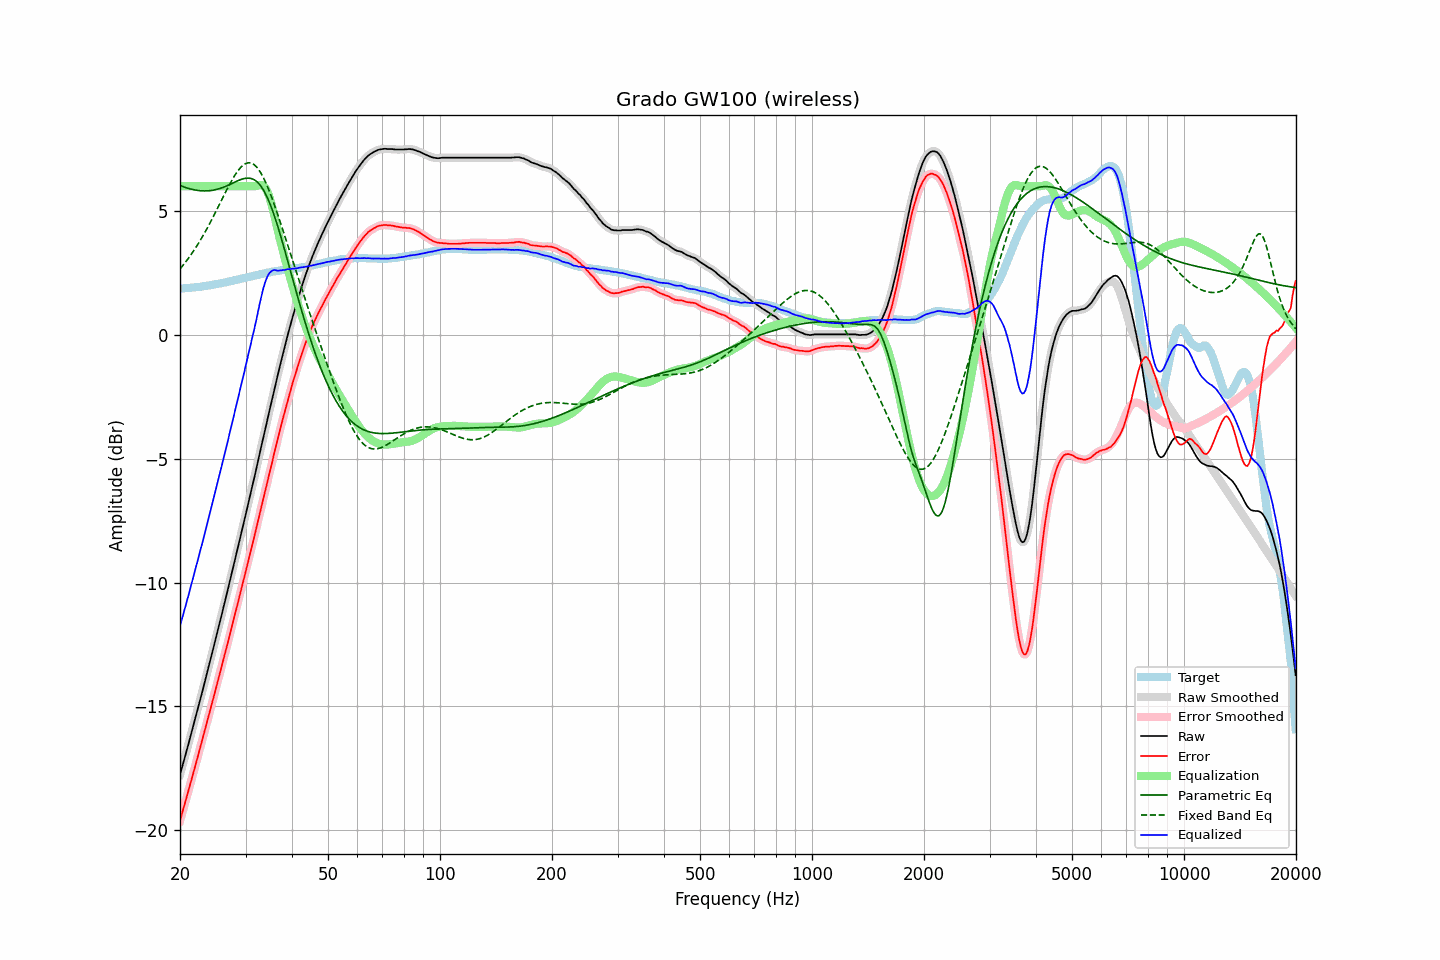 Grado GW100 (wireless)
Amplitude (dBr)
5
0
−5
−10
−15
−20
20
50
100
200
500
1000
2000
5000
10000
20000
Frequency (Hz)
Target
Raw Smoothed
Error Smoothed
Raw
Error
Equalization
Parametric Eq
Fixed Band Eq
Equalized